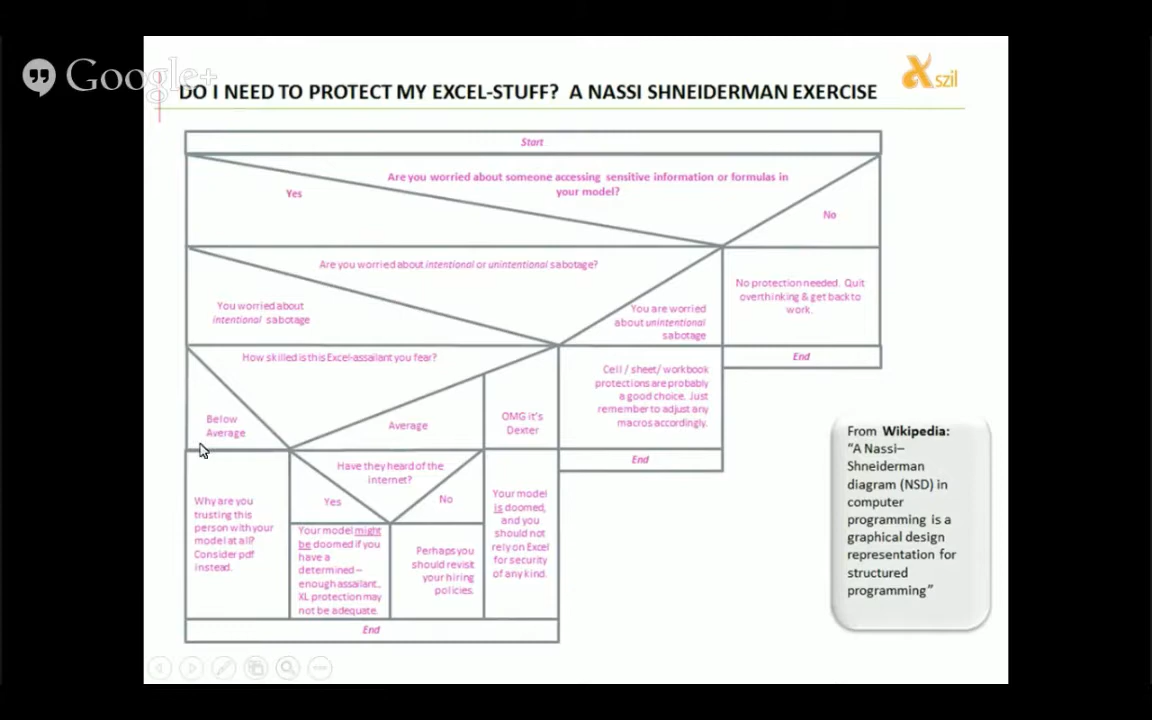 Google+
szil
DO I NEED TO PROTECT MY EXCEL-STUFF? A NASSI SHNEIDERMAN EXERCISE
Start
Are you worried about someone accessing sensitive information or formulas in
your model?
Yes
No
Are you worried about intentional or unintentional sabotage?
You worried about
intentional sabotage
You are worried
about unintentional
sabotage
No protection needed. Quit
overthinking & get back to
work.
End
How skilled is this Excel-assailant you fear?
Below
Average
Average
OMG it's
Dexter
Cell / sheet/ workbook
protections are probably
a good choice. Just
remember to adjust any
macros accordingly.
End
Have they heard of the
internet?
Yes
No
Why are you
trusting this
person with your
model at all?
Consider pdf
instead.
Your model might
be doomed if you
have a
determined –
enough assailant..
XL protection may
not be adequate.
Perhaps you
should revisit
your hiring
policies.
Your model
is doomed,
and you
should not
rely on Excel
for security
of any kind.
End
From Wikipedia:
"A Nassi–
Shneiderman
diagram (NSD) in
computer
programming is a
graphical design
representation for
structured
programming"